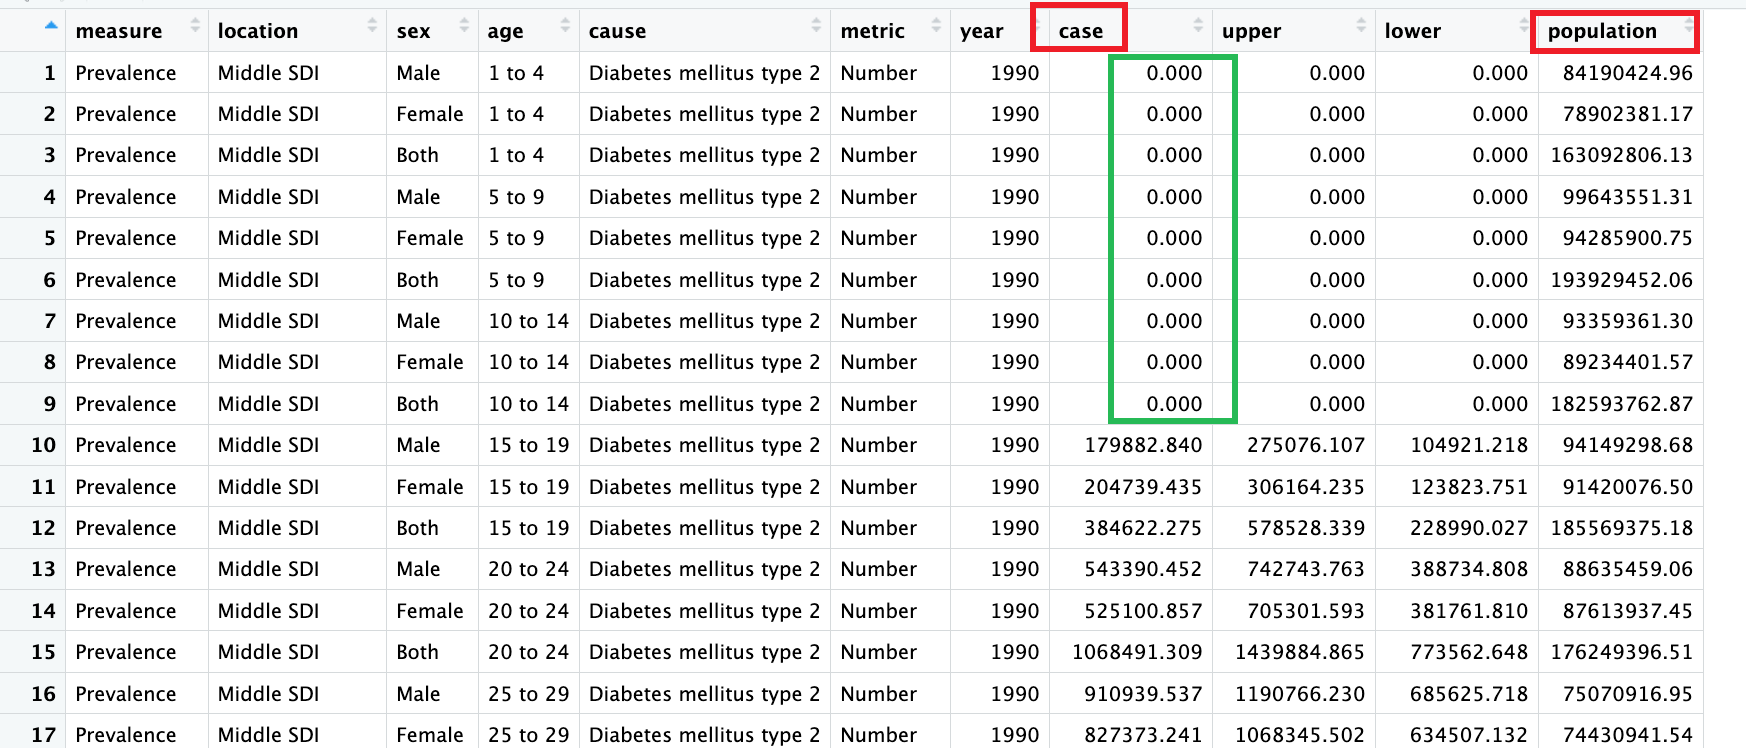 measure location sex age cause metric year case upper lower population
1 Prevalence Middle SDI Male 1 to 4 Diabetes mellitus type 2 Number 1990 0.000 0.000 0.000 84190424.96
2 Prevalence Middle SDI Female 1 to 4 Diabetes mellitus type 2 Number 1990 0.000 0.000 0.000 78902381.17
3 Prevalence Middle SDI Both 1 to 4 Diabetes mellitus type 2 Number 1990 0.000 0.000 0.000 163092806.13
4 Prevalence Middle SDI Male 5 to 9 Diabetes mellitus type 2 Number 1990 0.000 0.000 0.000 99643551.31
5 Prevalence Middle SDI Female 5 to 9 Diabetes mellitus type 2 Number 1990 0.000 0.000 0.000 94285900.75
6 Prevalence Middle SDI Both 5 to 9 Diabetes mellitus type 2 Number 1990 0.000 0.000 0.000 193929452.06
7 Prevalence Middle SDI Male 10 to 14 Diabetes mellitus type 2 Number 1990 0.000 0.000 0.000 93359361.30
8 Prevalence Middle SDI Female 10 to 14 Diabetes mellitus type 2 Number 1990 0.000 0.000 0.000 89234401.57
9 Prevalence Middle SDI Both 10 to 14 Diabetes mellitus type 2 Number 1990 0.000 0.000 0.000 182593762.87
10 Prevalence Middle SDI Male 15 to 19 Diabetes mellitus type 2 Number 1990 179882.840 275076.107 104921.218 94149298.68
11 Prevalence Middle SDI Female 15 to 19 Diabetes mellitus type 2 Number 1990 204739.435 306164.235 123823.751 91420076.50
12 Prevalence Middle SDI Both 15 to 19 Diabetes mellitus type 2 Number 1990 384622.275 578528.339 228990.027 185569375.18
13 Prevalence Middle SDI Male 20 to 24 Diabetes mellitus type 2 Number 1990 543390.452 742743.763 388734.808 88635459.06
14 Prevalence Middle SDI Female 20 to 24 Diabetes mellitus type 2 Number 1990 525100.857 705301.593 381761.810 87613937.45
15 Prevalence Middle SDI Both 20 to 24 Diabetes mellitus type 2 Number 1990 1068491.309 1439884.865 773562.648 176249396.51
16 Prevalence Middle SDI Male 25 to 29 Diabetes mellitus type 2 Number 1990 910939.537 1190766.230 685625.718 75070916.95
17 Prevalence Middle SDI Female 25 to 29 Diabetes mellitus type 2 Number 1990 827373.241 1068345.502 634507.132 74430941.54